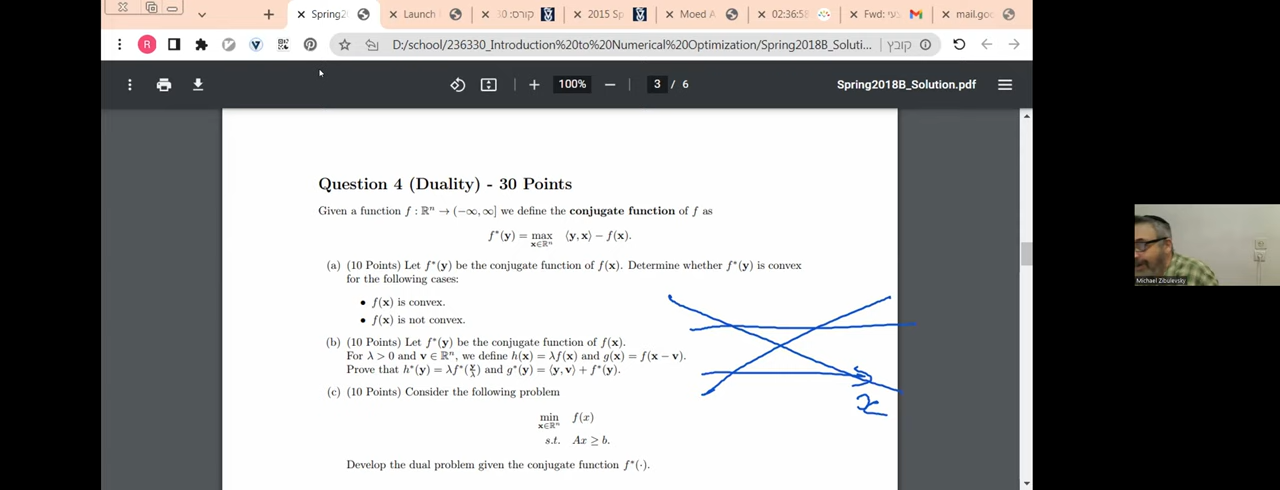 Spring2
Launch
קורס: 10
2015 Sp
Moed A
02:36:58
Fwd: צעי
mail.goo
R
D:/school/236330_Introduction%20to%20Numerical%20Optimization/Spring2018B_Soluti...
קובץ
100%
3 / 6
Spring2018B_Solution.pdf
Question 4 (Duality) - 30 Points
Given a function f : ℝⁿ → (−∞, ∞] we define the conjugate function of f as
f*(y) = max ⟨y, x⟩ − f(x).
x∈ℝⁿ
(a) (10 Points) Let f*(y) be the conjugate function of f(x). Determine whether f*(y) is convex
for the following cases:
• f(x) is convex.
• f(x) is not convex.
(b) (10 Points) Let f*(y) be the conjugate function of f(x).
For λ > 0 and v ∈ ℝⁿ, we define h(x) = λf(x) and g(x) = f(x − v).
Prove that h*(y) = λf*(y/λ) and g*(y) = ⟨y, v⟩ + f*(y).
(c) (10 Points) Consider the following problem
x
min f(x)
x∈ℝⁿ
s.t. Ax ≥ b.
Develop the dual problem given the conjugate function f*(·).
Michael Zibulevsky